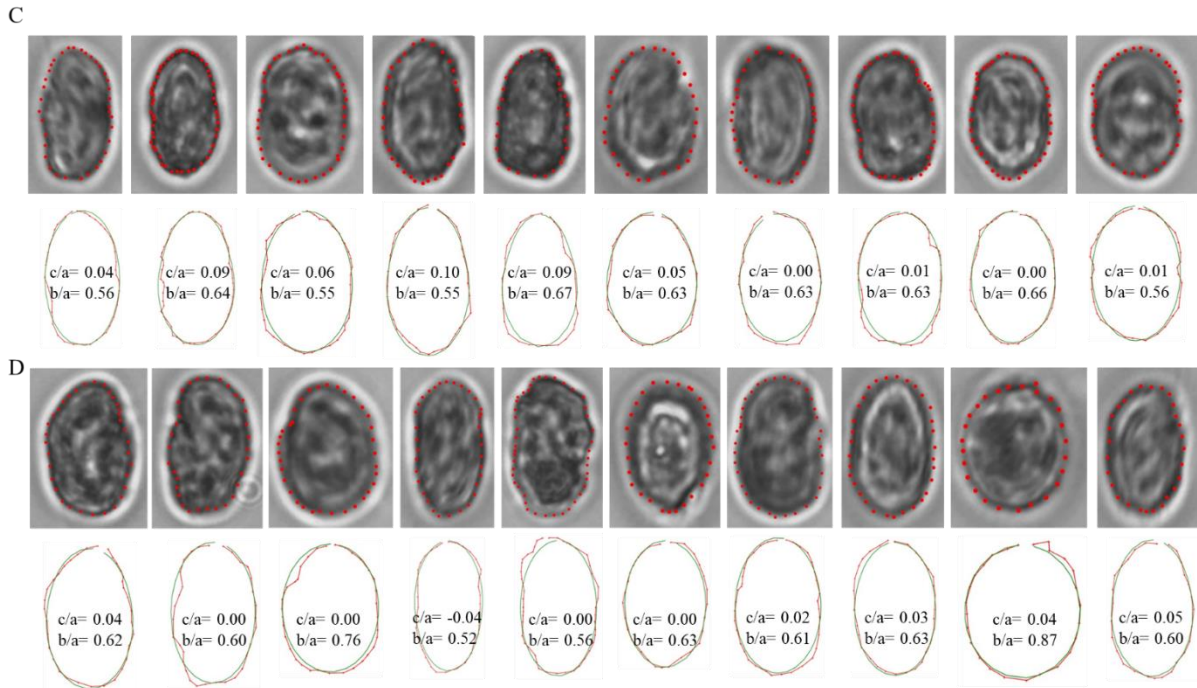 C
c/a= 0.04
b/a= 0.56
c/a= 0.09
b/a= 0.64
c/a= 0.06
b/a= 0.55
c/a= 0.10
b/a= 0.55
c/a= 0.09
b/a= 0.67
c/a= 0.05
b/a= 0.63
c/a= 0.00
b/a= 0.63
c/a= 0.01
b/a= 0.63
c/a= 0.00
b/a= 0.66
c/a= 0.01
b/a= 0.56
D
c/a= 0.04
b/a= 0.62
c/a= 0.00
b/a= 0.60
c/a= 0.00
b/a= 0.76
c/a= -0.04
b/a= 0.52
c/a= 0.00
b/a= 0.56
c/a= 0.00
b/a= 0.63
c/a= 0.02
b/a= 0.61
c/a= 0.03
b/a= 0.63
c/a= 0.04
b/a= 0.87
c/a= 0.05
b/a= 0.60